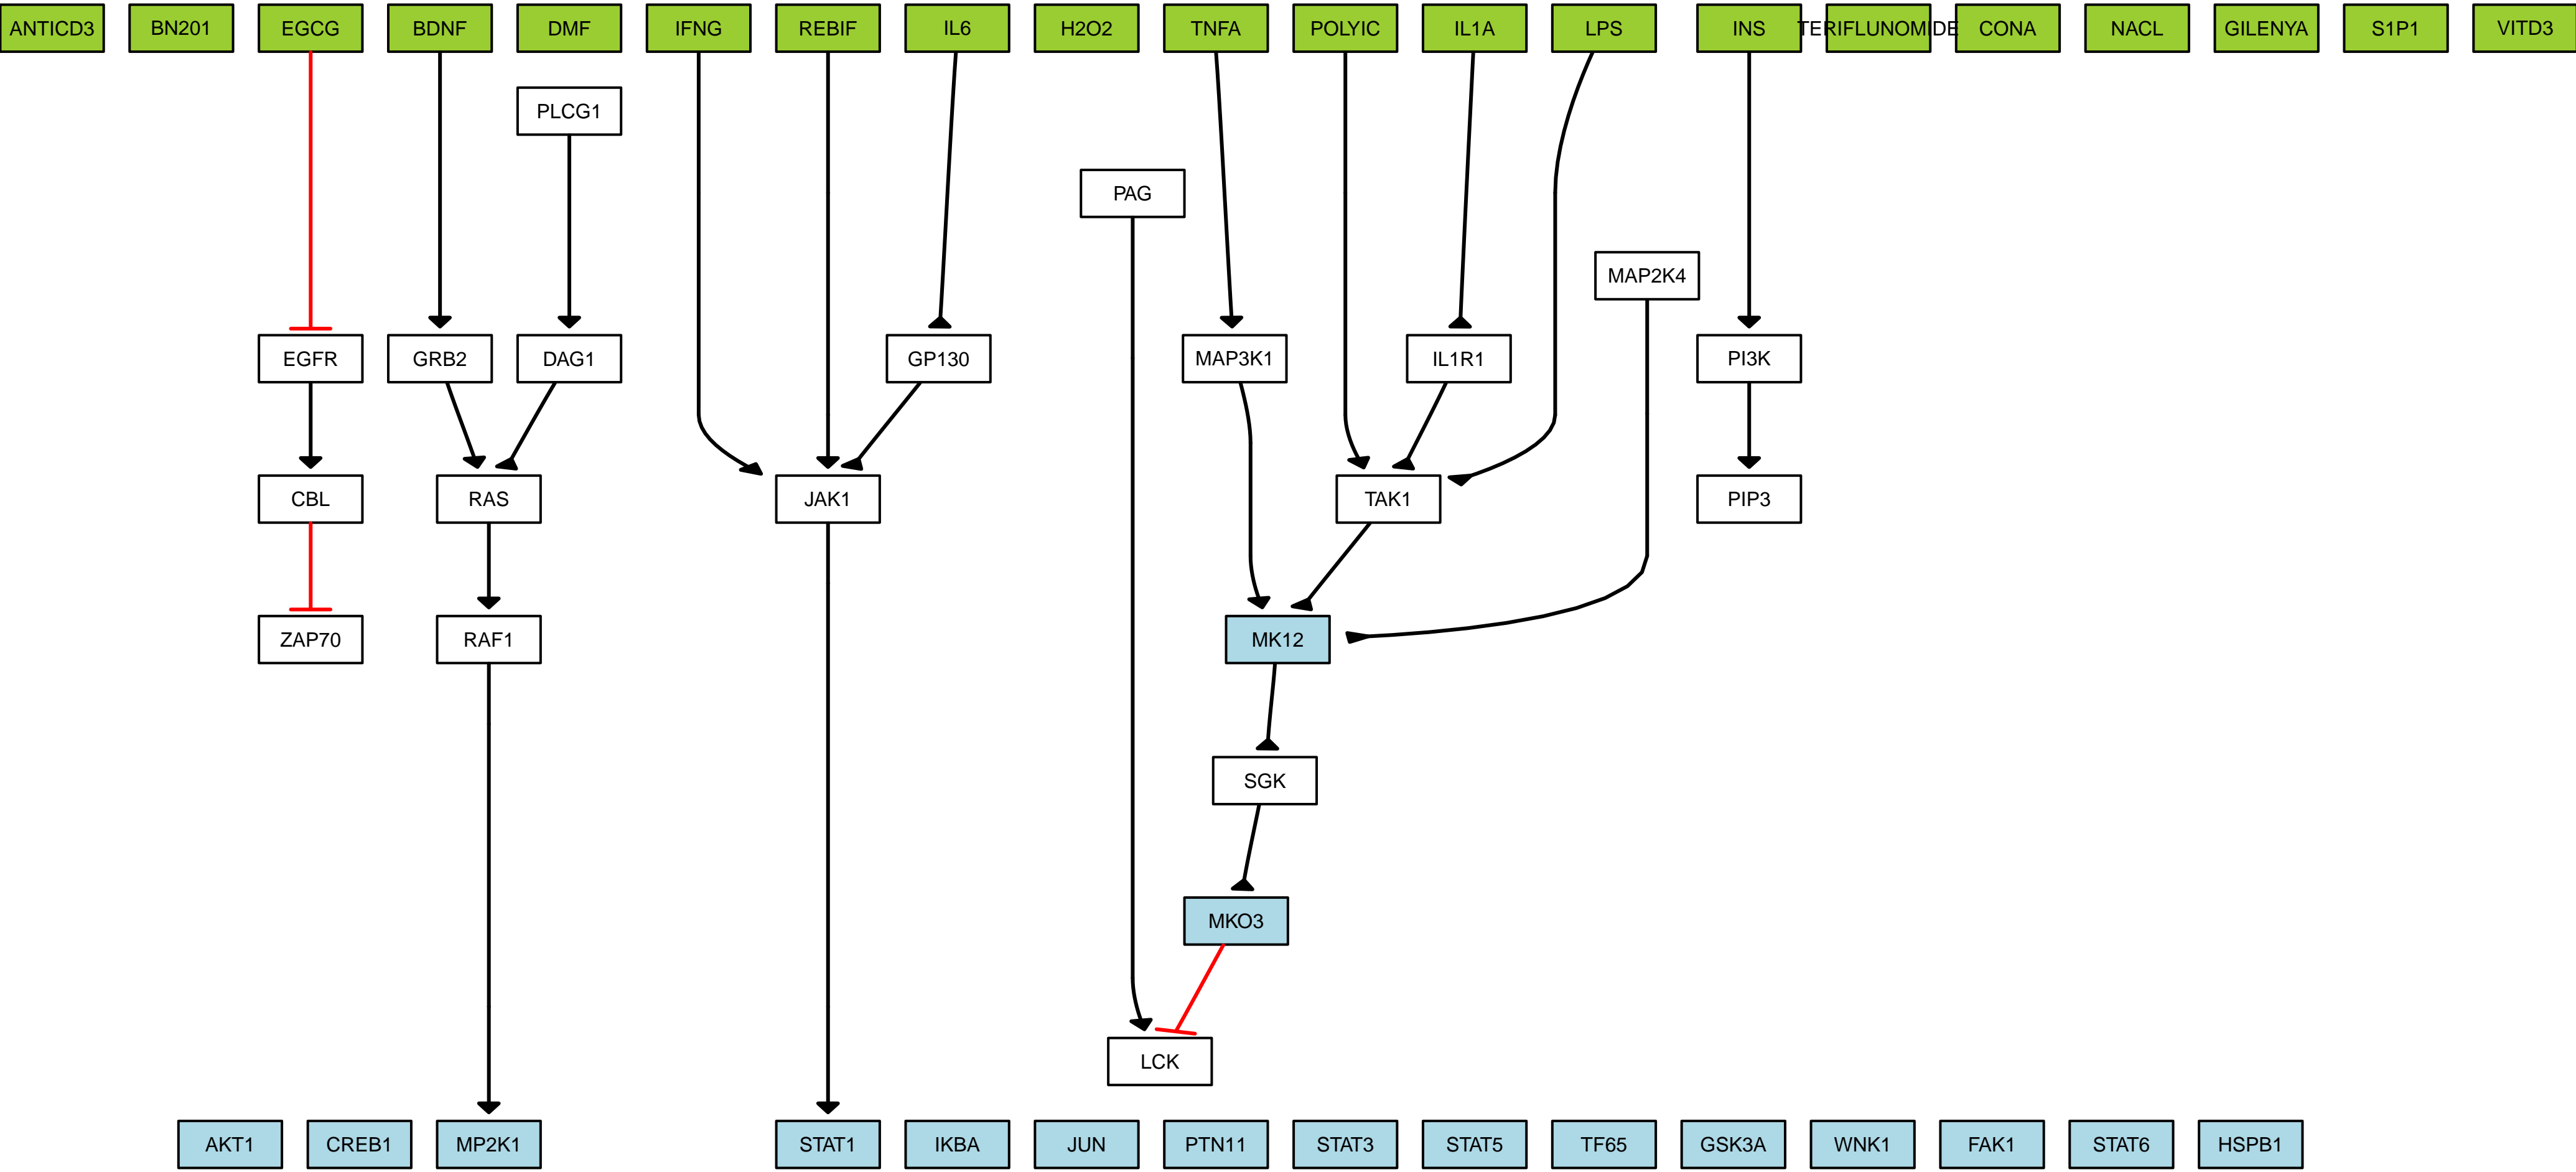 ANTICD3
BN201
EGCG
BDNF
DMF
IFNG
REBIF
IL6
H2O2
TNFA
POLYIC
IL1A
LPS
INS
TERIFLUNOMIDE
CONA
NACL
GILENYA
S1P1
VITD3
PLCG1
PAG
MAP2K4
EGFR
GRB2
DAG1
GP130
MAP3K1
IL1R1
PI3K
CBL
RAS
JAK1
TAK1
PIP3
ZAP70
RAF1
MK12
SGK
MKO3
LCK
AKT1
CREB1
MP2K1
STAT1
IKBA
JUN
PTN11
STAT3
STAT5
TF65
GSK3A
WNK1
FAK1
STAT6
HSPB1